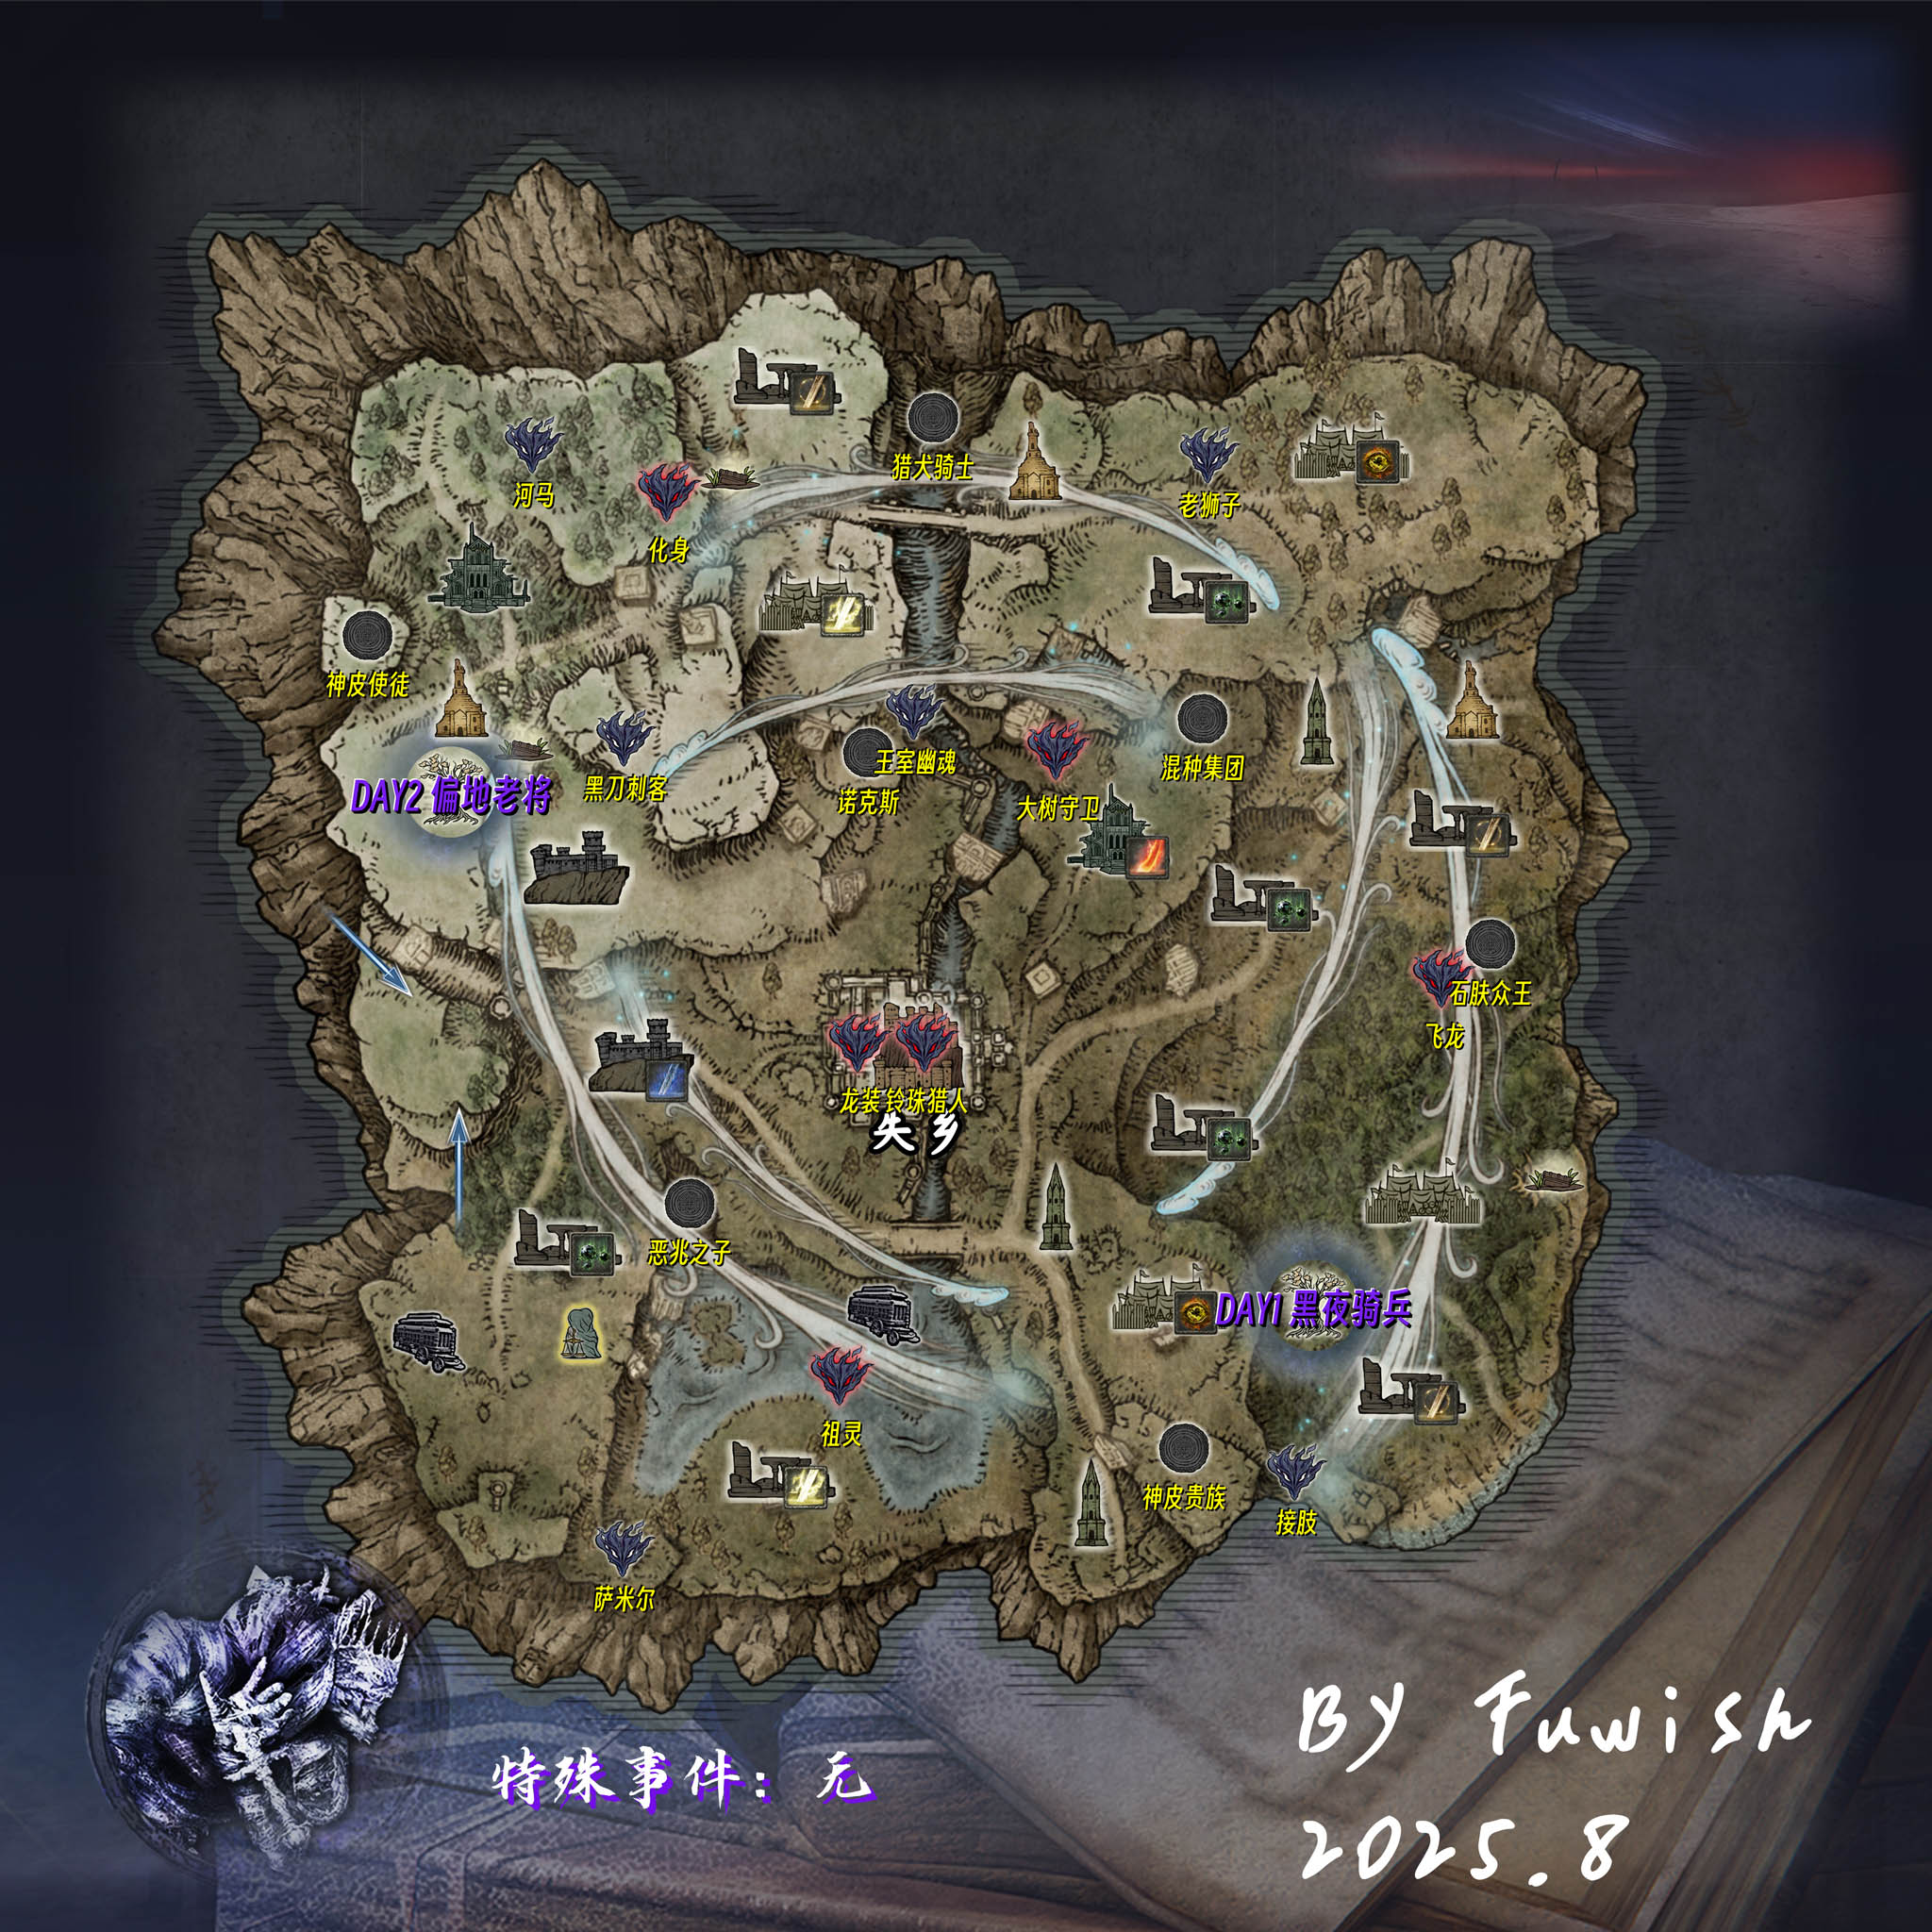 猎犬骑士
河马
老狮子
化身
神皮使徒
王室幽魂
混种集团
黑刀刺客
DAY2 偏地老将
诺克斯
大树守卫
石肤众王
飞龙
龙装
铃珠猎人
失乡
恶兆之子
DAY1 黑夜骑兵
祖灵
神皮贵族
接肢
萨米尔
特殊事件：无
By Fuwish
2025.8